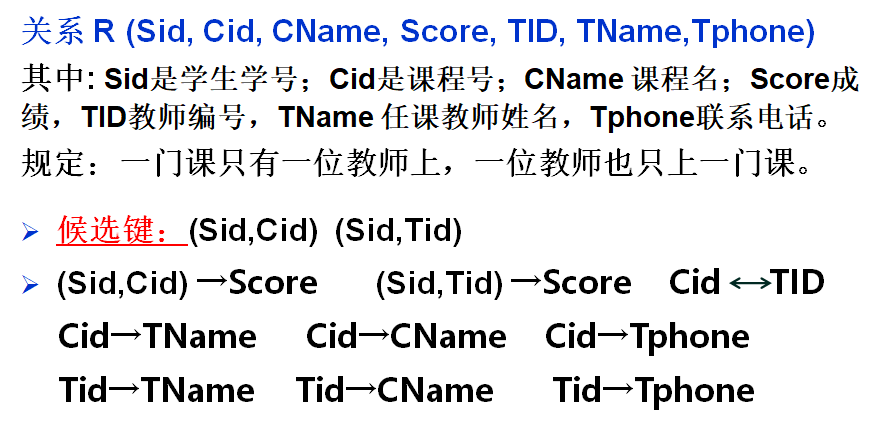 关系 R (Sid, Cid, CName, Score, TID, TName,Tphone)
其中: Sid是学生学号；Cid是课程号；CName 课程名；Score成
绩，TID教师编号，TName 任课教师姓名，Tphone联系电话。
规定：一门课只有一位教师上，一位教师也只上一门课。
➢ 候选键：(Sid,Cid) (Sid,Tid)
➢ (Sid,Cid) →Score (Sid,Tid) →Score Cid ↔TID
Cid→TName Cid→CName Cid→Tphone
Tid→TName Tid→CName Tid→Tphone